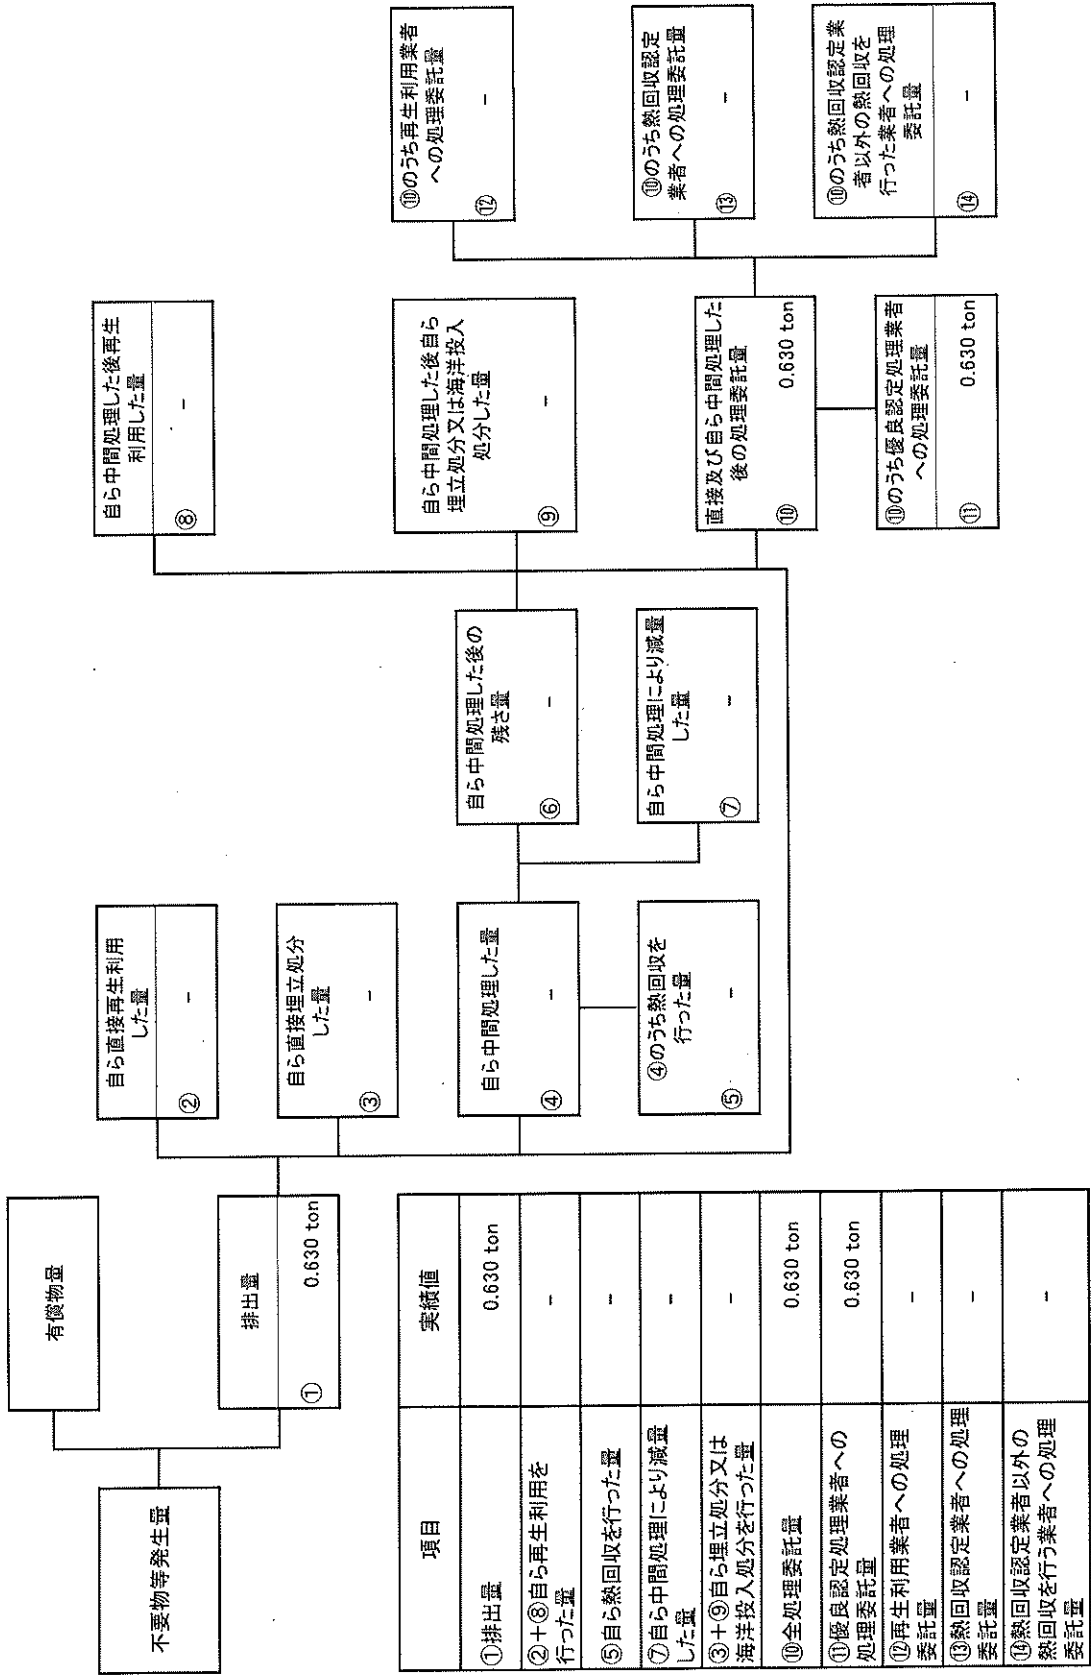 不要物等発生量
有償物量
排出量
① 0.630 ton
自ら直接再生利用
した量
② -
自ら直接埋立処分
した量
③ -
自ら中間処理した量
④ -
④のうち熱回収を
行った量
⑤ -
自ら中間処理した後の
残さ量
⑥ -
自ら中間処理により減量
した量
⑦ -
自ら中間処理した後再生
利用した量
⑧ -
自ら中間処理した後自ら
埋立処分又は海洋投入
処分した量
⑨ -
直接及び自ら中間処理した
後の処理委託量
⑩ 0.630 ton
⑩のうち優良認定処理業者
への処理委託量
⑪ 0.630 ton
⑩のうち再生利用業者
への処理委託量
⑫ -
⑩のうち熱回収認定
業者への処理委託量
⑬ -
⑩のうち熱回収認定業
者以外の熱回収を
行った業者への処理
委託量
⑭ -
項目 実績値
①排出量 0.630 ton
②+⑧自ら再生利用を
行った量 -
⑤自ら熱回収を行った量 -
⑦自ら中間処理により減量
した量 -
③+⑨自ら埋立処分又は
海洋投入処分を行った量 -
⑩全処理委託量 0.630 ton
⑪優良認定処理業者への
処理委託量 0.630 ton
⑫再生利用業者への処理
委託量 -
⑬熱回収認定業者への処理
委託量 -
⑭熱回収認定業者以外の
熱回収を行う業者への処理
委託量 -